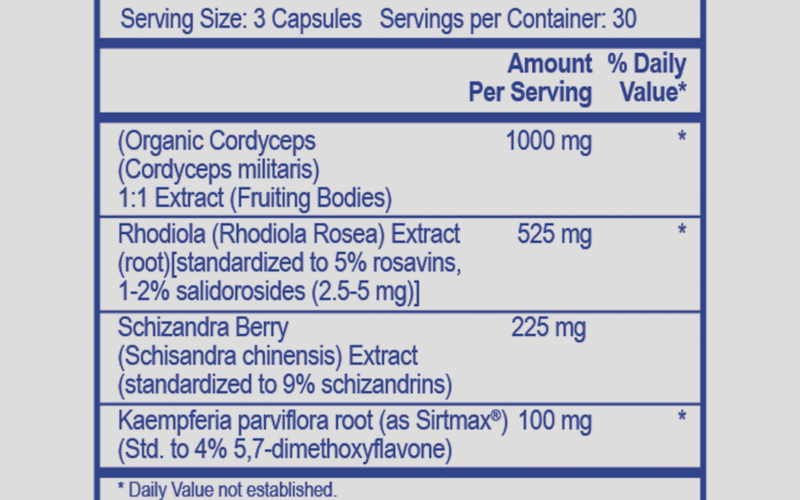 Serving Size: 3 Capsules Servings per Container: 30
Amount % Daily
Per Serving Value*
(Organic Cordyceps 1000 mg *
(Cordyceps militaris)
1:1 Extract (Fruiting Bodies)
Rhodiola (Rhodiola Rosea) Extract 525 mg *
(root)[standardized to 5% rosavins,
1-2% salidorosides (2.5-5 mg)]
Schizandra Berry 225 mg
(Schisandra chinensis) Extract
(standardized to 9% schizandrins)
Kaempferia parviflora root (as Sirtmax®) 100 mg *
(Std. to 4% 5,7-dimethoxyflavone)
* Daily Value not established.